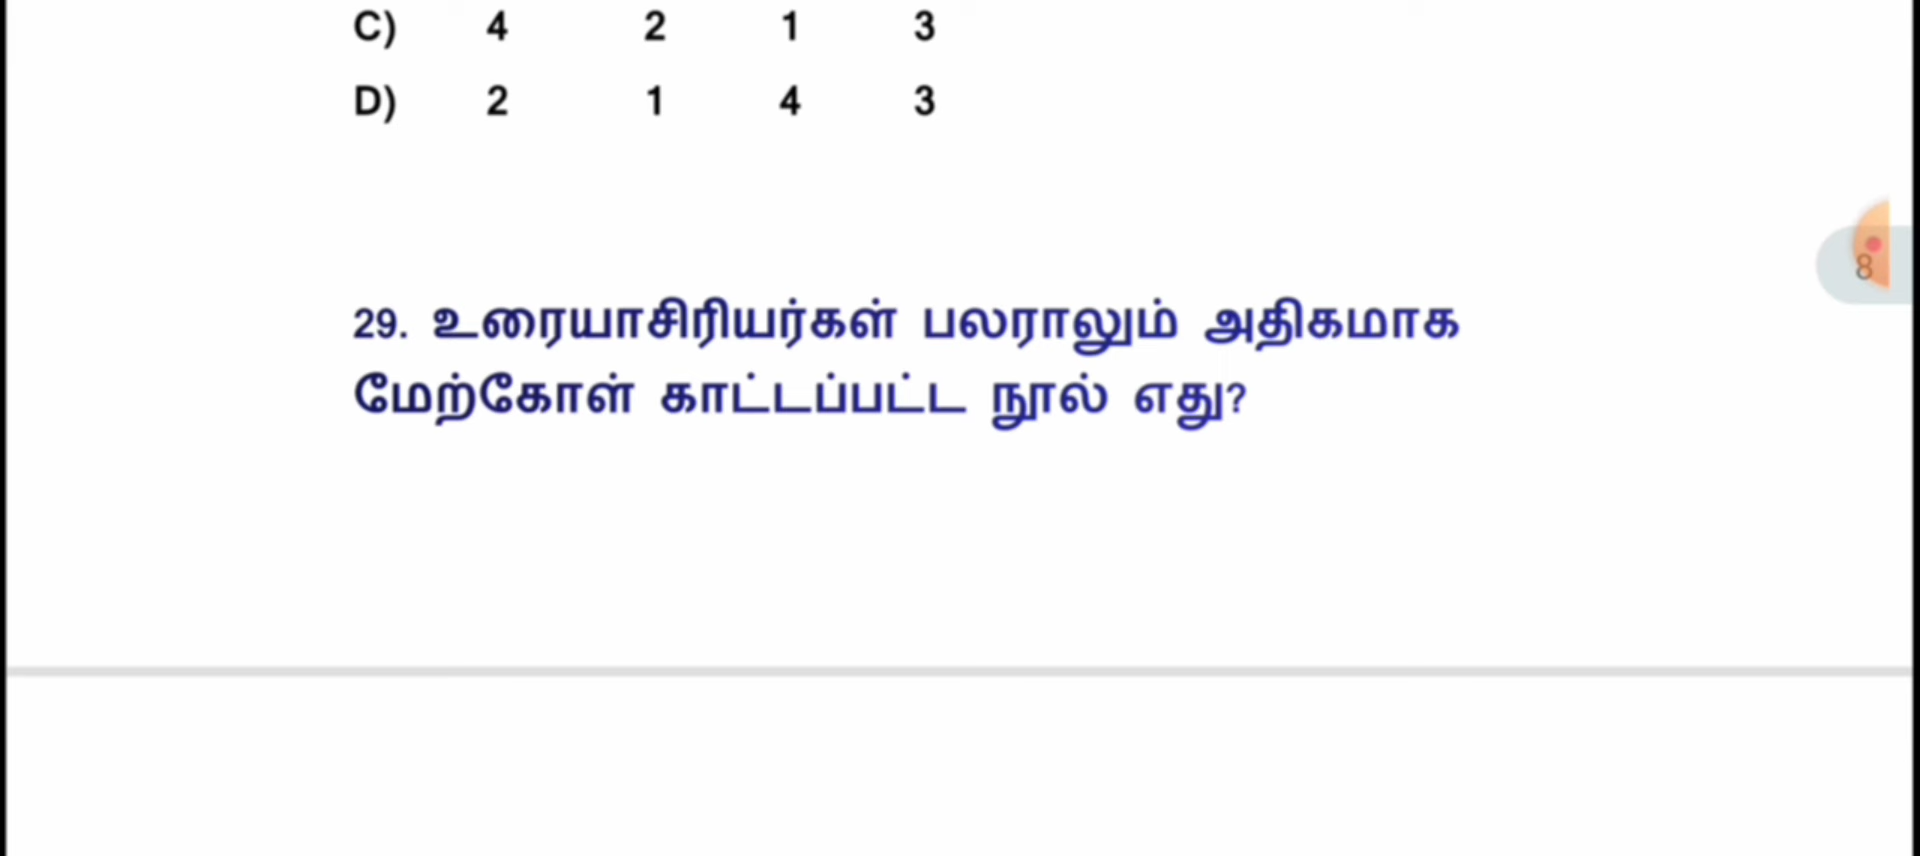 C) 4 2 1 3
D) 2 1 4 3
8
29. உரையாசிரியர்கள் பலராலும் அதிகமாக
மேற்கோள் காட்டப்பட்ட நூல் எது?